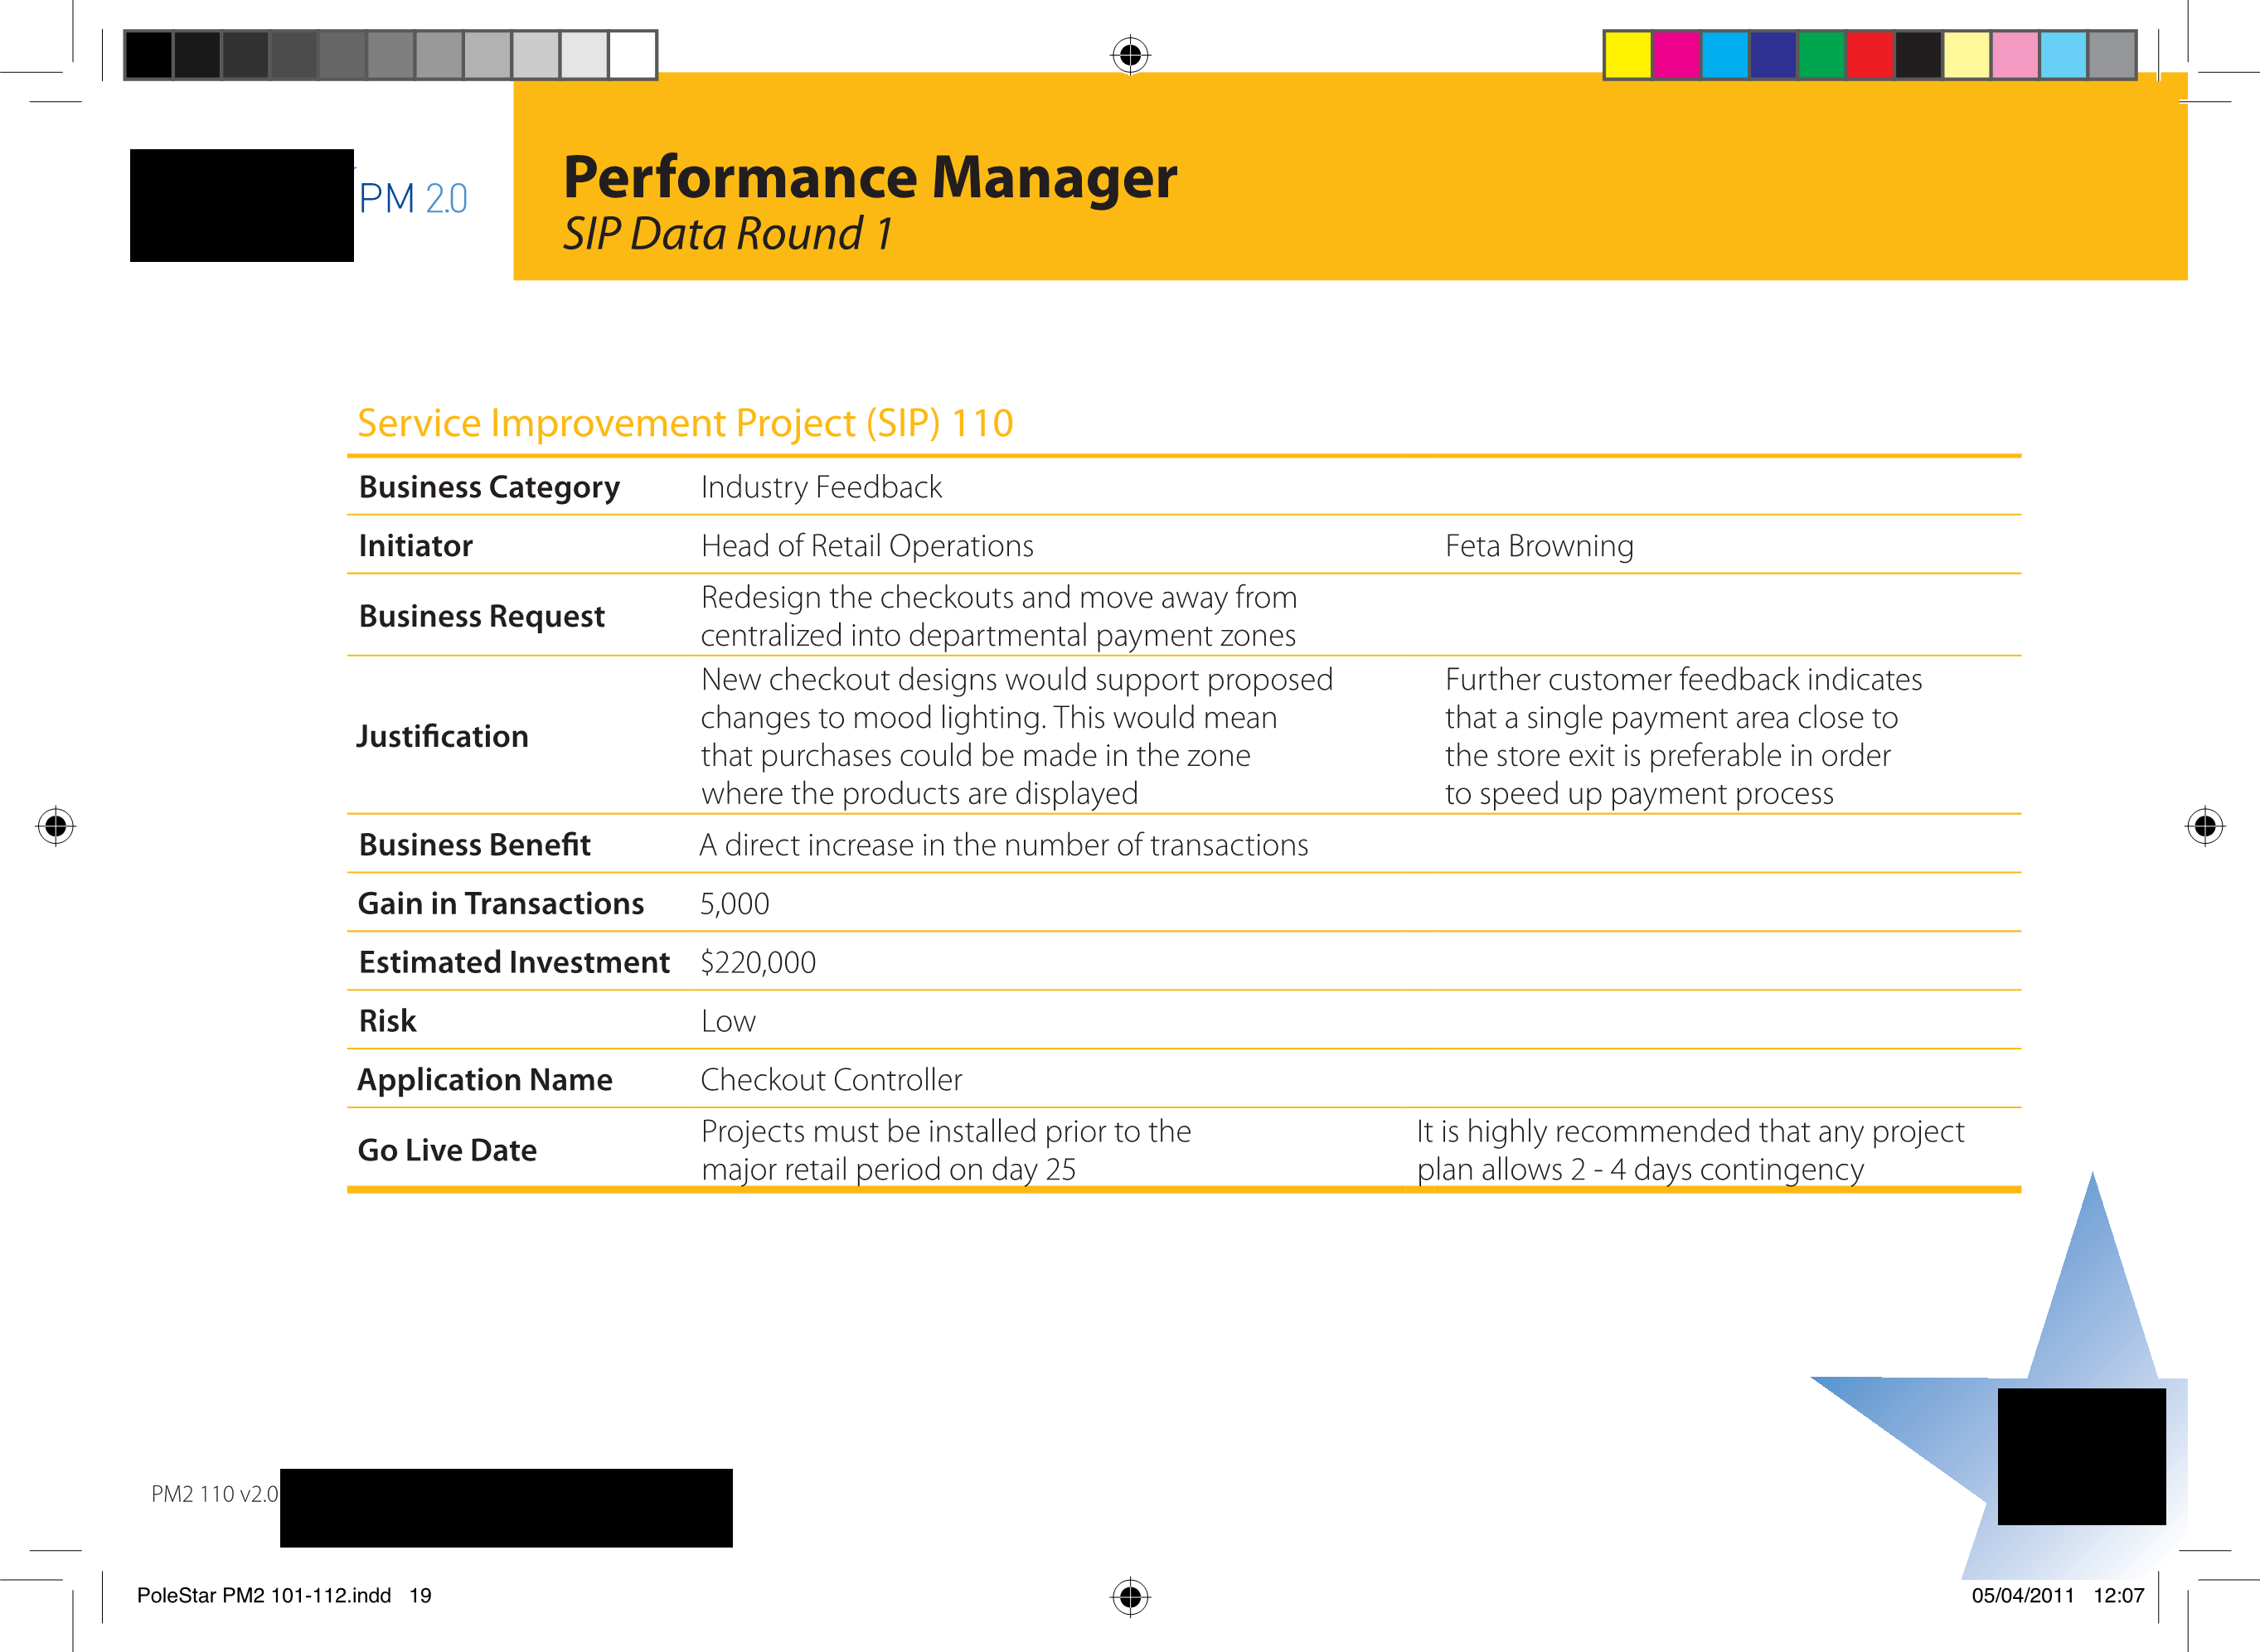 PM 2.0
Performance Manager
SIP Data Round 1
Service Improvement Project (SIP) 110
Business Category Industry Feedback
Initiator Head of Retail Operations Feta Browning
Business Request Redesign the checkouts and move away from
centralized into departmental payment zones
Justification New checkout designs would support proposed
changes to mood lighting. This would mean
that purchases could be made in the zone
where the products are displayed
Further customer feedback indicates
that a single payment area close to
the store exit is preferable in order
to speed up payment process
Business Benefit A direct increase in the number of transactions
Gain in Transactions 5,000
Estimated Investment $220,000
Risk Low
Application Name Checkout Controller
Go Live Date Projects must be installed prior to the
major retail period on day 25
It is highly recommended that any project
plan allows 2 - 4 days contingency
PM2 110 v2.0
PoleStar PM2 101-112.indd 19
05/04/2011 12:07